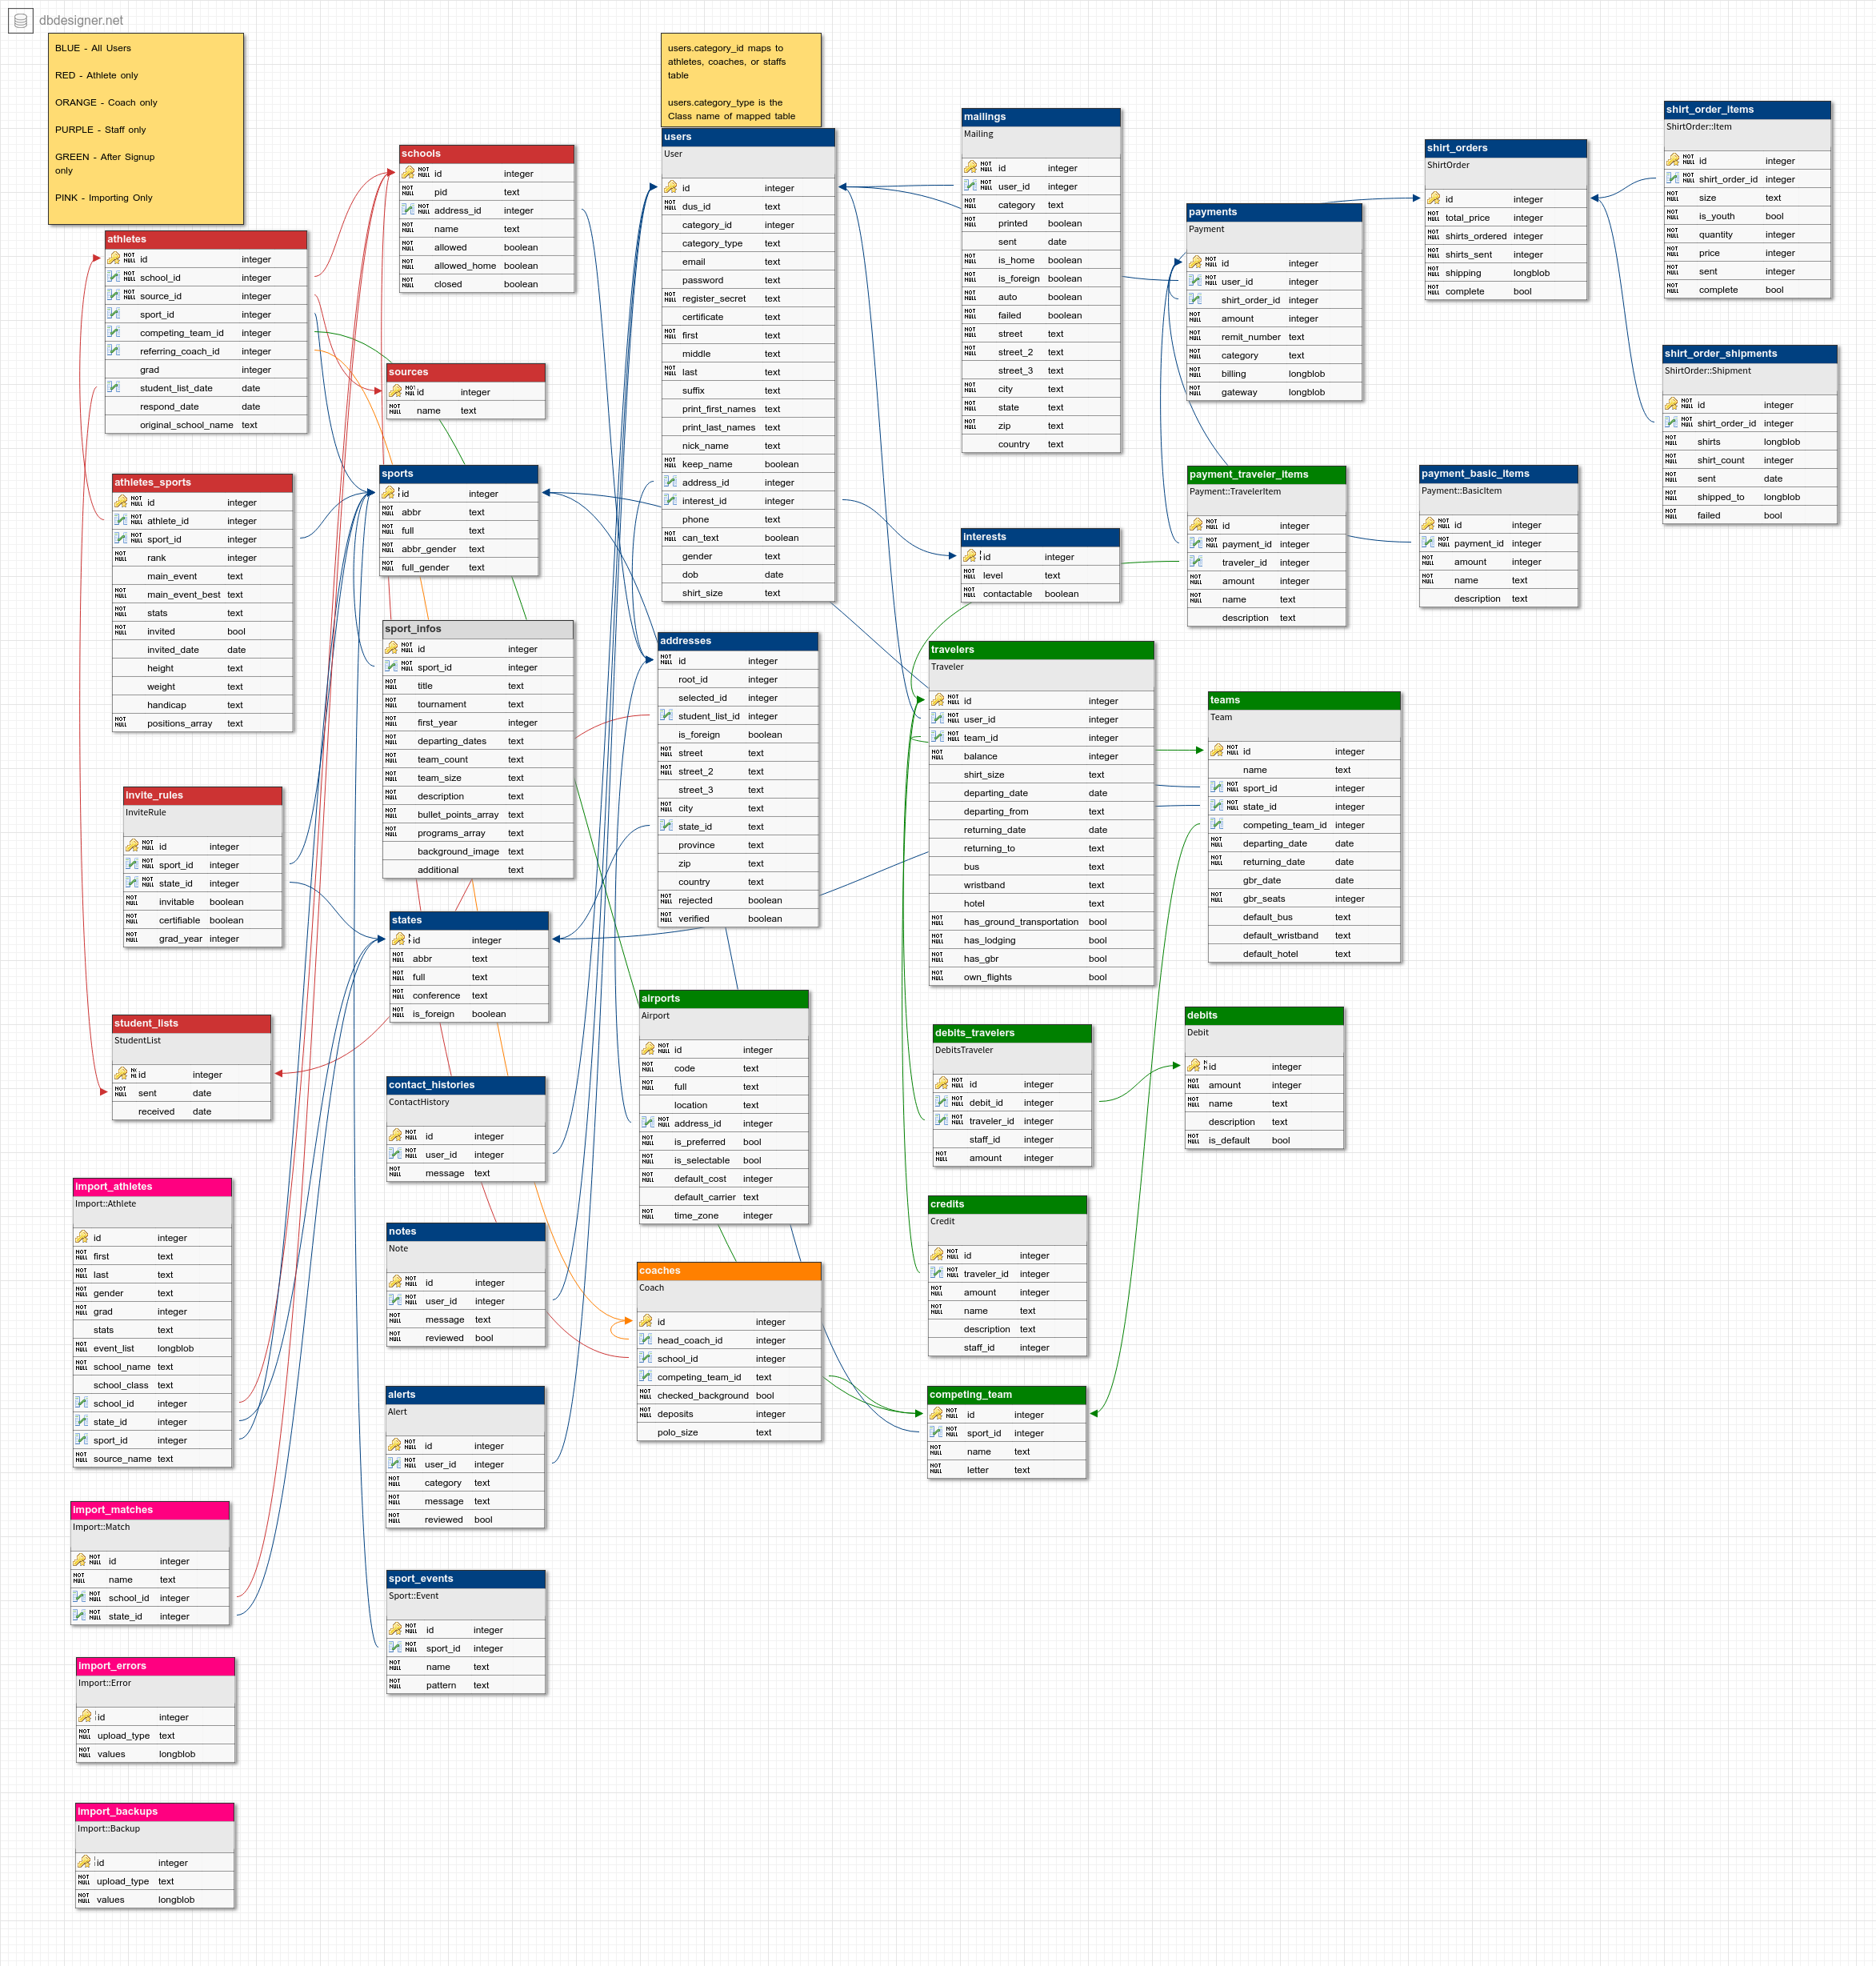 dbdesigner.net
BLUE - All Users
RED - Athlete only
ORANGE - Coach only
PURPLE - Staff only
GREEN - After Signup
only
PINK - Importing Only
users.category_id maps to
athletes, coaches, or staffs
table
users.category_type is the
Class name of mapped table
athletes
NOT NULL id integer
NOT NULL school_id integer
NOT NULL source_id integer
sport_id integer
competing_team_id integer
referring_coach_id integer
grad integer
student_list_date date
respond_date date
original_school_name text
athletes_sports
NOT NULL id integer
NOT NULL athlete_id integer
NOT NULL sport_id integer
NOT NULL rank integer
main_event text
NOT NULL main_event_best text
NOT NULL stats text
NOT NULL invited bool
invited_date date
height text
weight text
handicap text
NOT NULL positions_array text
invite_rules
InviteRule
NOT NULL id integer
NOT NULL sport_id integer
NOT NULL state_id integer
NOT NULL invitable boolean
NOT NULL certifiable boolean
NOT NULL grad_year integer
student_lists
StudentList
id integer
NOT NULL sent date
received date
import_athletes
Import::Athlete
id integer
NOT NULL first text
NOT NULL last text
NOT NULL gender text
NOT NULL grad integer
stats text
NOT NULL event_list longblob
NOT NULL school_name text
school_class text
NOT NULL school_id integer
NOT NULL state_id integer
NOT NULL sport_id integer
NOT NULL source_name text
import_matches
Import::Match
NOT NULL id integer
NOT NULL name text
NOT NULL school_id integer
NOT NULL state_id integer
import_errors
Import::Error
id integer
NOT NULL upload_type text
NOT NULL values longblob
import_backups
Import::Backup
id integer
NOT NULL upload_type text
NOT NULL values longblob
schools
NOT NULL id integer
NOT NULL pid text
NOT NULL address_id integer
NOT NULL name text
NOT NULL allowed boolean
NOT NULL allowed_home boolean
NOT NULL closed boolean
sources
id integer
NOT NULL name text
sports
id integer
NOT NULL abbr text
NOT NULL full text
NOT NULL abbr_gender text
NOT NULL full_gender text
sport_infos
NOT NULL id integer
NOT NULL sport_id integer
NOT NULL title text
NOT NULL tournament text
NOT NULL first_year integer
NOT NULL departing_dates text
NOT NULL team_count text
NOT NULL team_size text
NOT NULL description text
NOT NULL bullet_points_array text
NOT NULL programs_array text
background_image text
additional text
states
id integer
NOT NULL abbr text
NOT NULL full text
NOT NULL conference text
NOT NULL is_foreign boolean
contact_histories
ContactHistory
NOT NULL id integer
NOT NULL user_id integer
NOT NULL message text
notes
Note
NOT NULL id integer
NOT NULL user_id integer
NOT NULL message text
NOT NULL reviewed bool
alerts
Alert
NOT NULL id integer
NOT NULL user_id integer
NOT NULL category text
NOT NULL message text
NOT NULL reviewed bool
sport_events
Sport::Event
NOT NULL id integer
NOT NULL sport_id integer
NOT NULL name text
NOT NULL pattern text
users
User
NOT NULL id integer
NOT NULL dus_id text
category_id integer
category_type text
email text
password text
NOT NULL register_secret text
certificate text
NOT NULL first text
middle text
NOT NULL last text
suffix text
print_first_names text
print_last_names text
nick_name text
NOT NULL keep_name boolean
NOT NULL address_id integer
NOT NULL interest_id integer
phone text
NOT NULL can_text boolean
gender text
dob date
shirt_size text
addresses
NOT NULL id integer
root_id integer
selected_id integer
NOT NULL student_list_id integer
is_foreign boolean
NOT NULL street text
NOT NULL street_2 text
street_3 text
NOT NULL city text
NOT NULL state_id text
province text
NOT NULL zip text
country text
NOT NULL rejected boolean
NOT NULL verified boolean
airports
Airport
NOT NULL id integer
NOT NULL code text
NOT NULL full text
location text
NOT NULL address_id integer
NOT NULL is_preferred bool
NOT NULL is_selectable bool
NOT NULL default_cost integer
default_carrier text
NOT NULL time_zone integer
coaches
Coach
id integer
head_coach_id integer
NOT NULL school_id integer
NOT NULL competing_team_id text
NOT NULL checked_background bool
NOT NULL deposits integer
polo_size text
mailings
Mailing
NOT NULL id integer
NOT NULL user_id integer
NOT NULL category text
NOT NULL printed boolean
sent date
NOT NULL is_home boolean
NOT NULL is_foreign boolean
NOT NULL auto boolean
NOT NULL failed boolean
NOT NULL street text
NOT NULL street_2 text
street_3 text
NOT NULL city text
NOT NULL state text
NOT NULL zip text
country text
interests
id integer
NOT NULL level text
NOT NULL contactable boolean
travelers
Traveler
NOT NULL id integer
NOT NULL user_id integer
NOT NULL team_id integer
NOT NULL balance integer
shirt_size text
departing_date date
departing_from text
returning_date date
returning_to text
bus text
wristband text
hotel text
NOT NULL has_ground_transportation bool
NOT NULL has_lodging bool
NOT NULL has_gbr bool
NOT NULL own_flights bool
debits_travelers
DebitsTraveler
NOT NULL id integer
NOT NULL debit_id integer
NOT NULL traveler_id integer
staff_id integer
NOT NULL amount integer
credits
Credit
NOT NULL id integer
NOT NULL traveler_id integer
NOT NULL amount integer
NOT NULL name text
description text
staff_id integer
competing_team
NOT NULL id integer
NOT NULL sport_id integer
NOT NULL name text
NOT NULL letter text
payments
Payment
NOT NULL id integer
NOT NULL user_id integer
shirt_order_id integer
NOT NULL amount integer
NOT NULL remit_number text
NOT NULL category text
NOT NULL billing longblob
NOT NULL gateway longblob
payment_traveler_items
Payment::TravelerItem
NOT NULL id integer
NOT NULL payment_id integer
NOT NULL traveler_id integer
NOT NULL amount integer
NOT NULL name text
description text
teams
Team
NOT NULL id integer
name text
NOT NULL sport_id integer
NOT NULL state_id integer
competing_team_id integer
NOT NULL departing_date date
NOT NULL returning_date date
gbr_date date
NOT NULL gbr_seats integer
default_bus text
default_wristband text
default_hotel text
debits
Debit
id integer
NOT NULL amount integer
NOT NULL name text
description text
NOT NULL is_default bool
shirt_orders
ShirtOrder
NOT NULL id integer
NOT NULL total_price integer
NOT NULL shirts_ordered integer
NOT NULL shirts_sent integer
NOT NULL shipping longblob
NOT NULL complete bool
payment_basic_items
Payment::BasicItem
NOT NULL id integer
NOT NULL payment_id integer
NOT NULL amount integer
NOT NULL name text
description text
shirt_order_items
ShirtOrder::Item
NOT NULL id integer
NOT NULL shirt_order_id integer
NOT NULL size text
NOT NULL is_youth bool
NOT NULL quantity integer
NOT NULL price integer
NOT NULL sent integer
NOT NULL complete bool
shirt_order_shipments
ShirtOrder::Shipment
NOT NULL id integer
NOT NULL shirt_order_id integer
NOT NULL shirts longblob
NOT NULL shirt_count integer
NOT NULL sent date
NOT NULL shipped_to longblob
NOT NULL failed bool